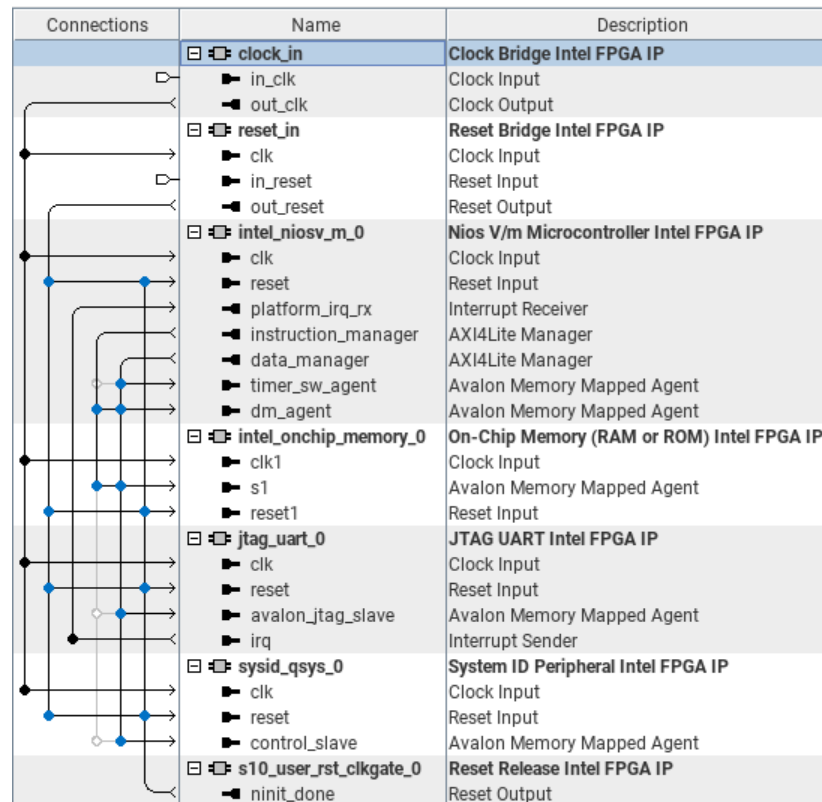 Connections Name Description
clock_in Clock Bridge Intel FPGA IP
in_clk Clock Input
out_clk Clock Output
reset_in Reset Bridge Intel FPGA IP
clk Clock Input
in_reset Reset Input
out_reset Reset Output
intel_niosv_m_0 Nios V/m Microcontroller Intel FPGA IP
clk Clock Input
reset Reset Input
platform_irq_rx Interrupt Receiver
instruction_manager AXI4Lite Manager
data_manager AXI4Lite Manager
timer_sw_agent Avalon Memory Mapped Agent
dm_agent Avalon Memory Mapped Agent
intel_onchip_memory_0 On-Chip Memory (RAM or ROM) Intel FPGA IP
clk1 Clock Input
s1 Avalon Memory Mapped Agent
reset1 Reset Input
jtag_uart_0 JTAG UART Intel FPGA IP
clk Clock Input
reset Reset Input
avalon_jtag_slave Avalon Memory Mapped Agent
irq Interrupt Sender
sysid_qsys_0 System ID Peripheral Intel FPGA IP
clk Clock Input
reset Reset Input
control_slave Avalon Memory Mapped Agent
s10_user_rst_clkgate_0 Reset Release Intel FPGA IP
ninit_done Reset Output